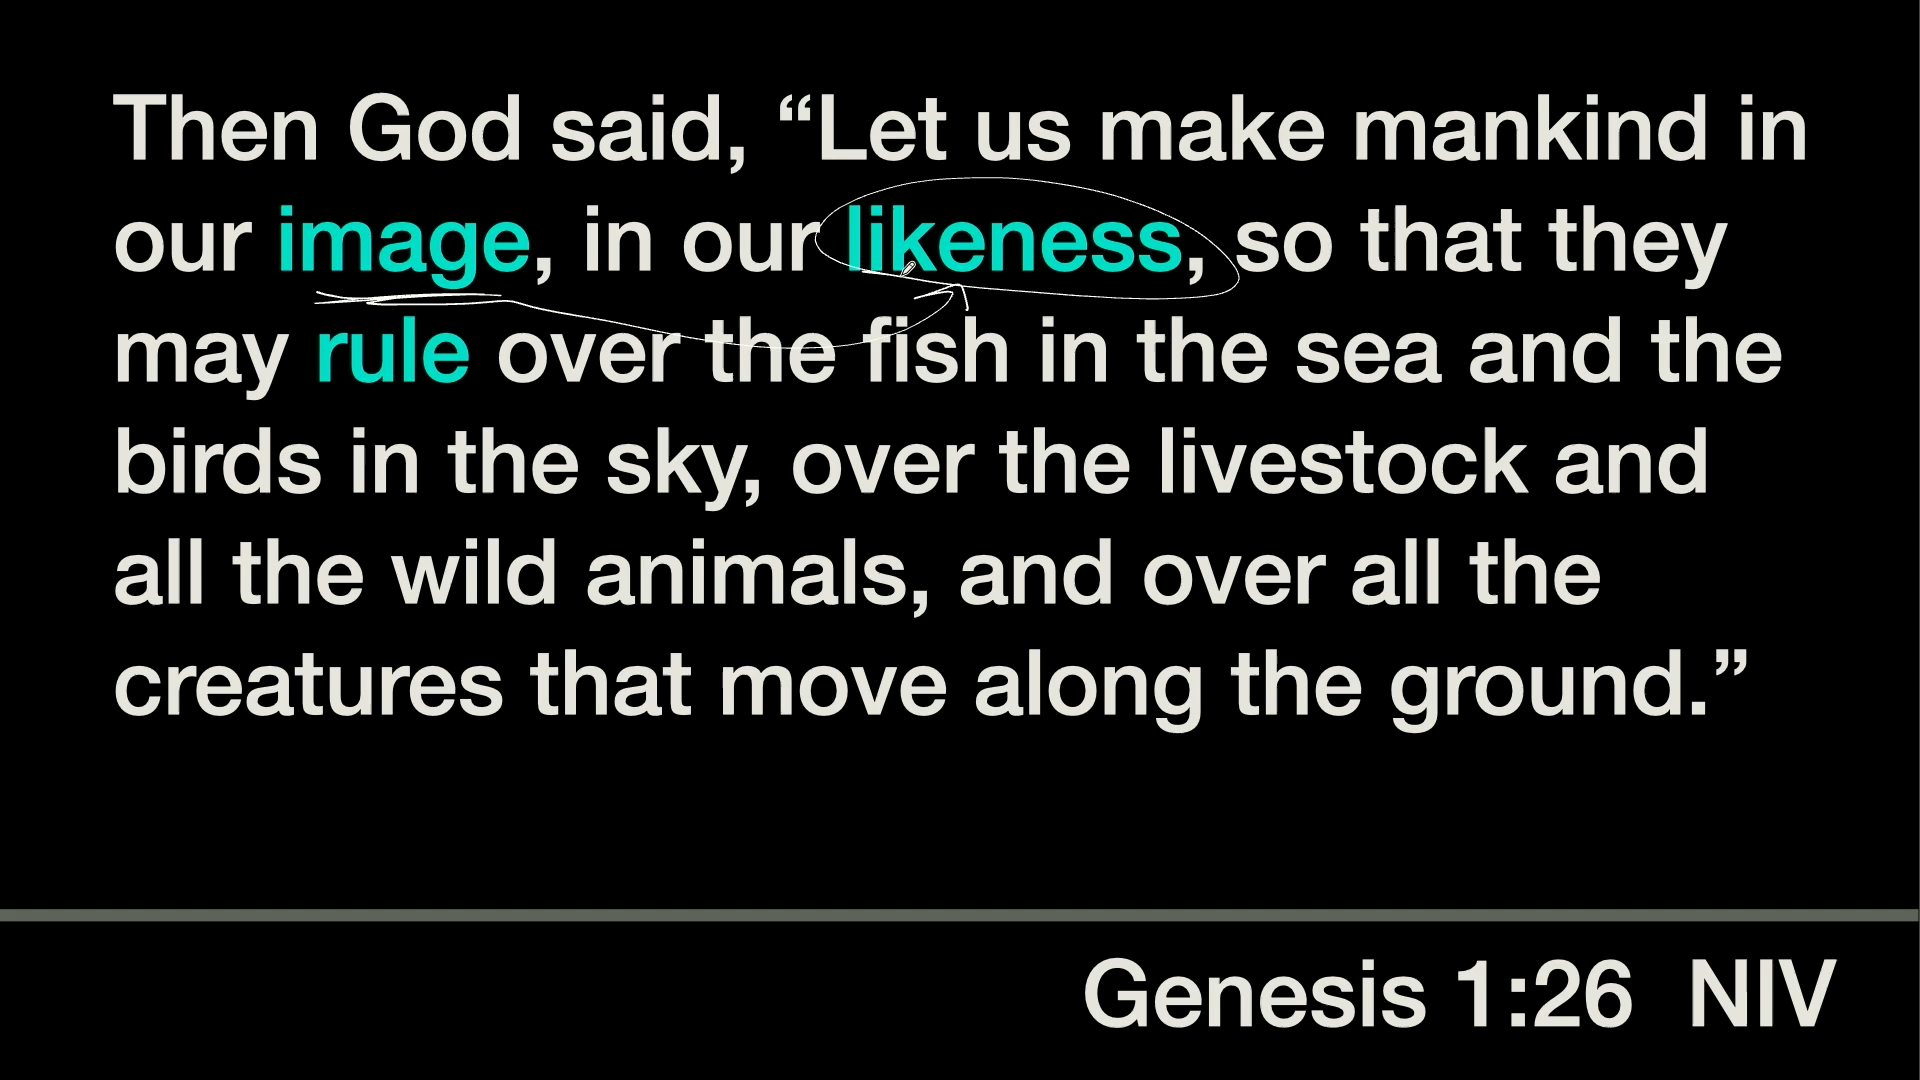 Then God said, “Let us make mankind in
our image, in our likeness, so that they
may rule over the fish in the sea and the
birds in the sky, over the livestock and
all the wild animals, and over all the
creatures that move along the ground.”
Genesis 1:26 NIV